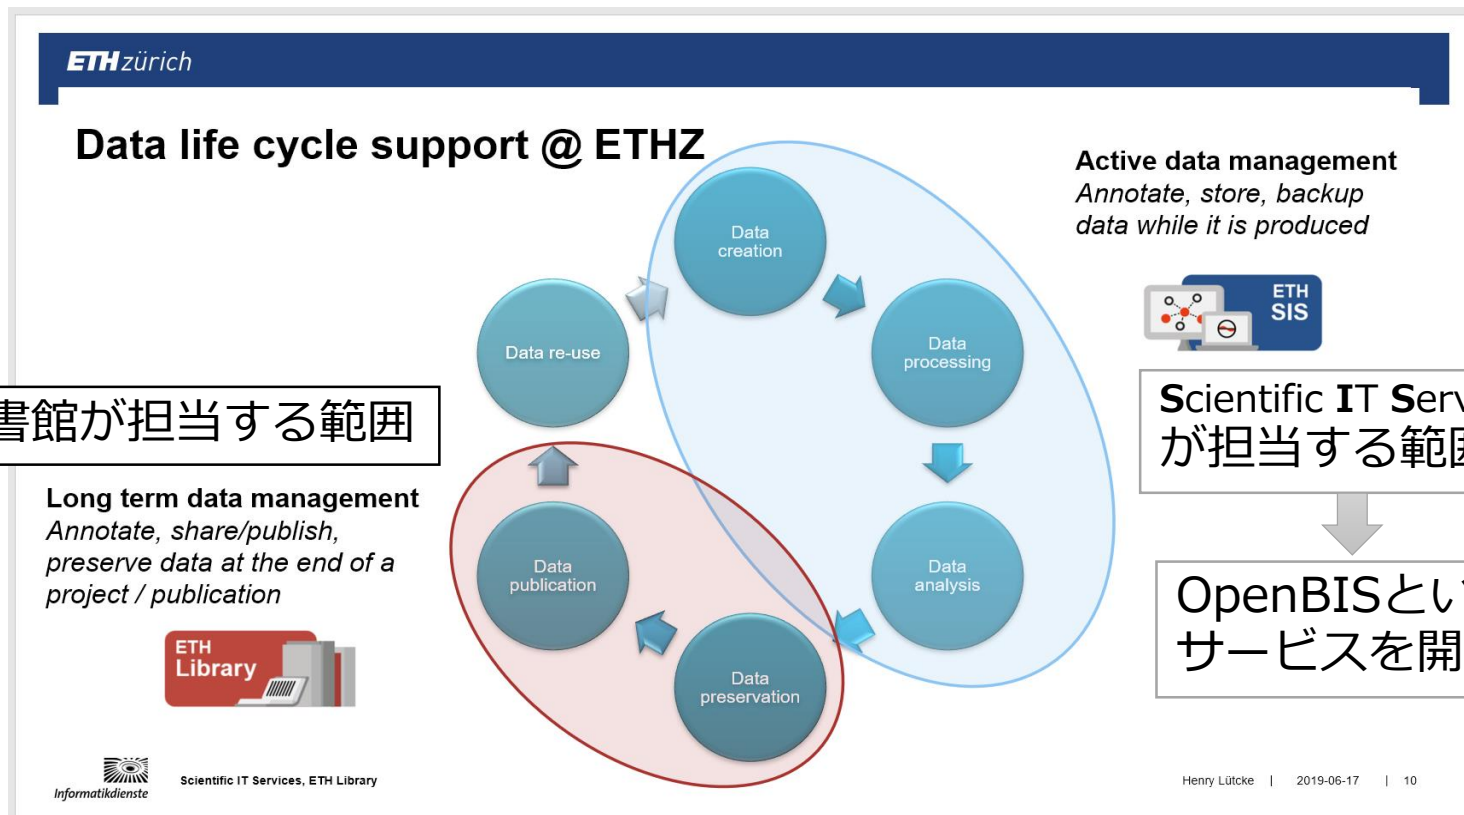 ETH zürich
Data life cycle support @ ETHZ
Active data management
Annotate, store, backup
data while it is produced
ETH
SIS
Scientific IT Serv
が担当する範囲
OpenBISとい
サービスを開
Data
creation
Data
processing
Data
analysis
Data
preservation
Data
publication
Data re-use
書館が担当する範囲
Long term data management
Annotate, share/publish,
preserve data at the end of a
project / publication
ETH
Library
Informatikdienste
Scientific IT Services, ETH Library
Henry Lütcke | 2019-06-17 | 10